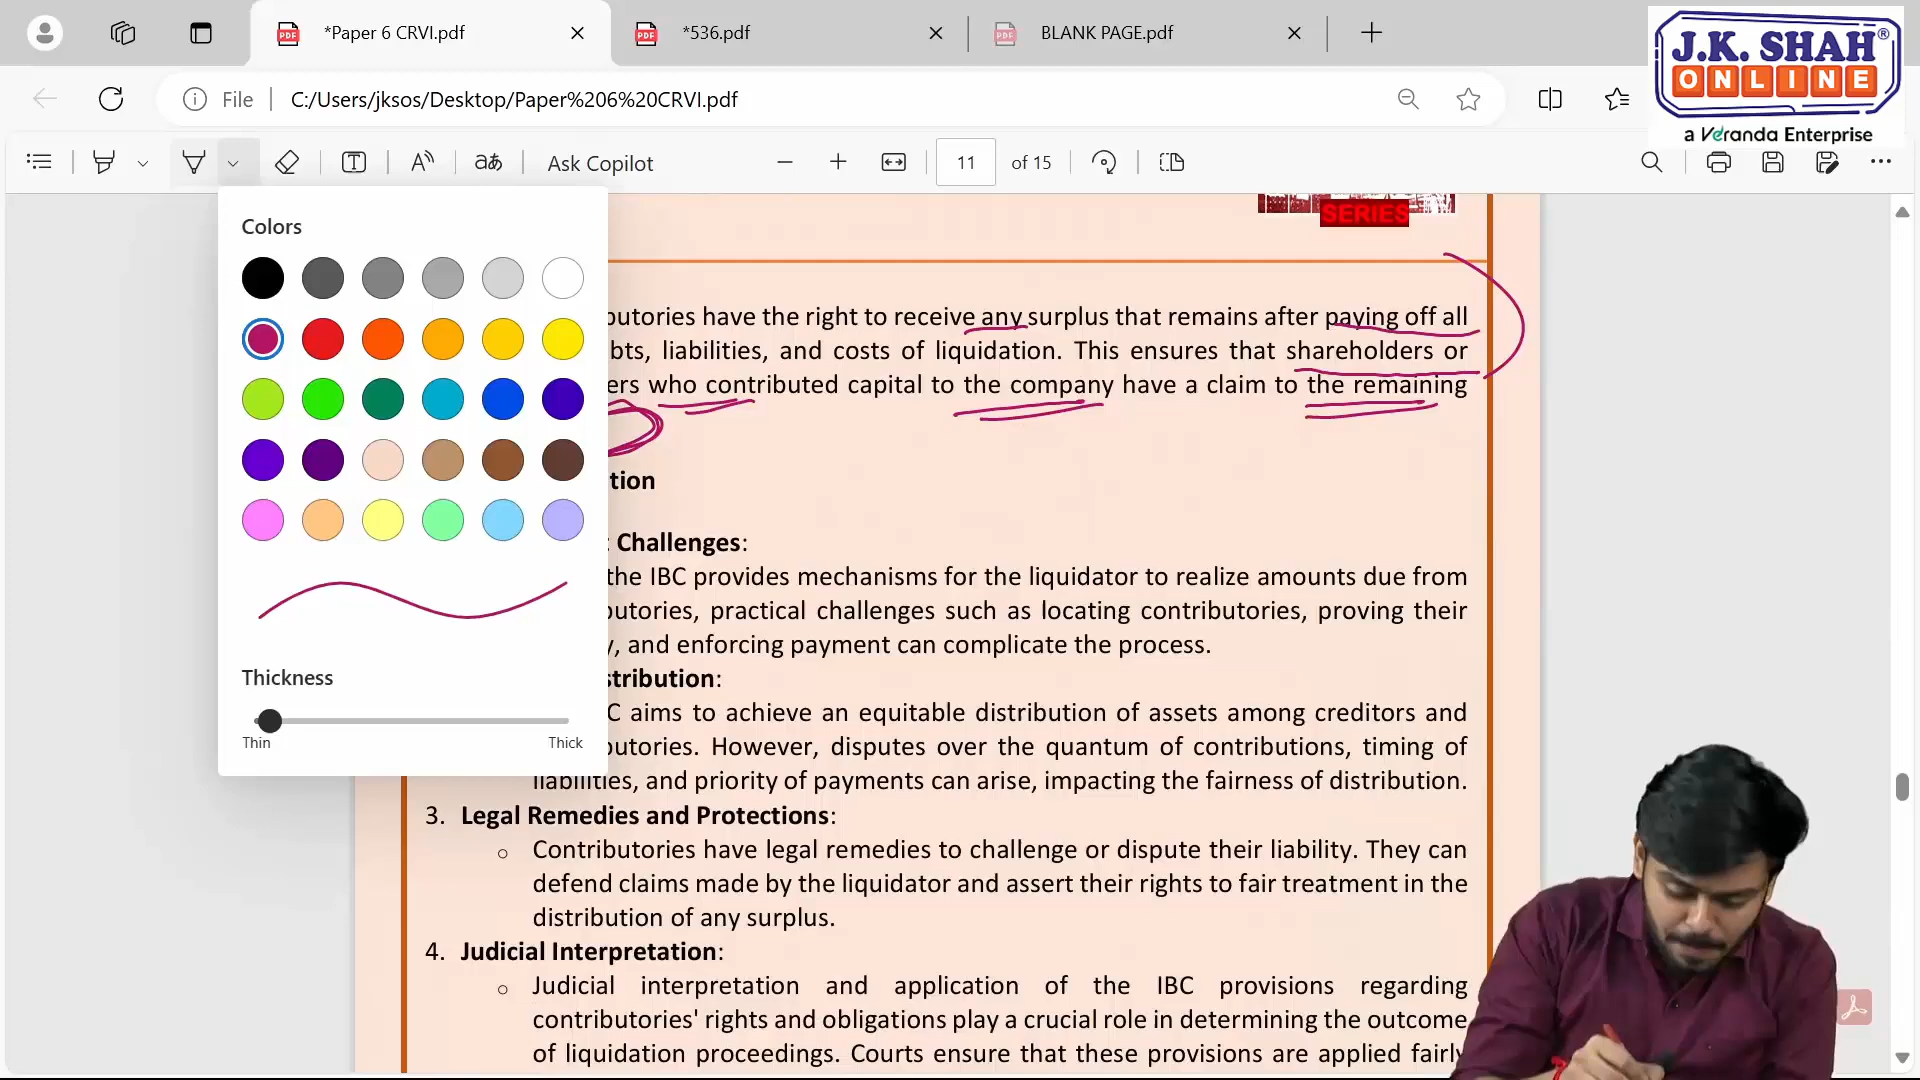 *Paper 6 CRVI.pdf
*536.pdf
BLANK PAGE.pdf
J.K. SHAH®
ONLINE
a Veranda Enterprise
File
C:/Users/jksos/Desktop/Paper%206%20CRVI.pdf
aあ
Ask Copilot
11
of 15
SERIES
Colors
Thickness
Thin
Thick
have the right to receive any surplus that remains after paying off all
liabilities, and costs of liquidation. This ensures that shareholders or
who contributed capital to the company have a claim to the remaining
Challenges:
the IBC provides mechanisms for the liquidator to realize amounts due from
practical challenges such as locating contributories, proving their
and enforcing payment can complicate the process.
aims to achieve an equitable distribution of assets among creditors and
However, disputes over the quantum of contributions, timing of
liabilities, and priority of payments can arise, impacting the fairness of distribution.
3. Legal Remedies and Protections:
o Contributories have legal remedies to challenge or dispute their liability. They can
defend claims made by the liquidator and assert their rights to fair treatment in the
distribution of any surplus.
4. Judicial Interpretation:
o Judicial interpretation and application of the IBC provisions regarding
contributories' rights and obligations play a crucial role in determining the outcome
of liquidation proceedings. Courts ensure that these provisions are applied fairly